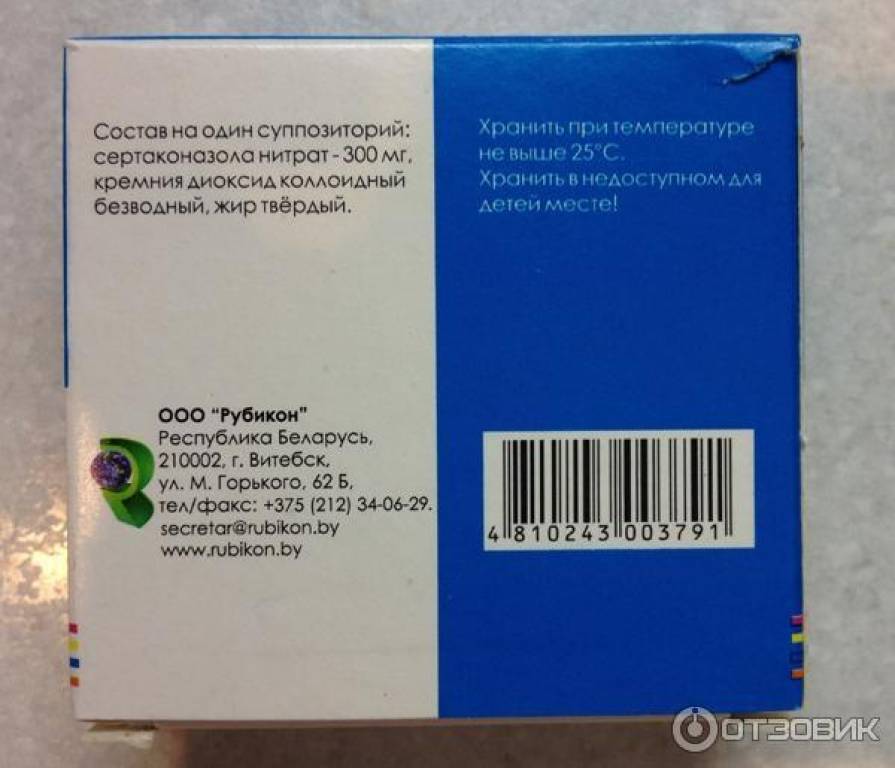 Состав на один суппозиторий:
сертаконазола нитрат - 300 мг,
кремния диоксид коллоидный
безводный, жир твёрдый.
Хранить при температуре
не выше 25°С.
Хранить в недоступном для
детей месте!
ООО "Рубикон"
Республика Беларусь,
210002, г. Витебск,
ул. М. Горького, 62 Б,
тел/факс: +375 (212) 34-06-29.
secretar@rubikon.by
www.rubikon.by
4 810243 003791
ОТЗОВИК